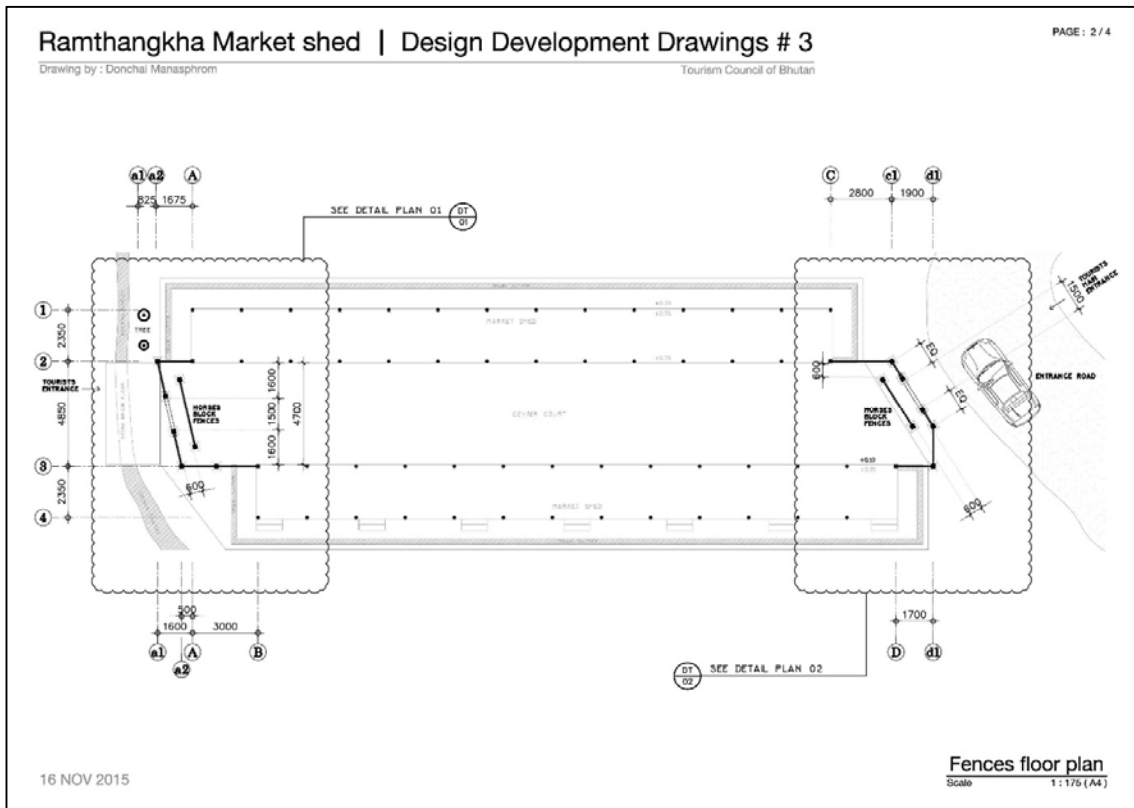 Ramthangkha Market shed | Design Development Drawings # 3
PAGE : 2 / 4
Drawing by : Donchai Manasphrom
Tourism Council of Bhutan
a1 a2 A
825 1675
C c1 d1
2800 1900
SEE DETAIL PLAN 01
DT
01
TOURISTS
MAIN
ENTRANCE
1500
1
2350
2
4850
3
2350
4
TREE
MARKET SHED
TOURISTS
ENTRANCE
HORSES
BLOCK
FENCES
1600
1500
1600
4700
600
CENTER COURT
600
EQ
EQ
HORSES
BLOCK
FENCES
ENTRANCE ROAD
600
MARKET SHED
500
1600 3000
a1 A B
a2
1700
D d1
DT
02
SEE DETAIL PLAN 02
16 NOV 2015
Fences floor plan
Scale 1 : 175 ( A4 )